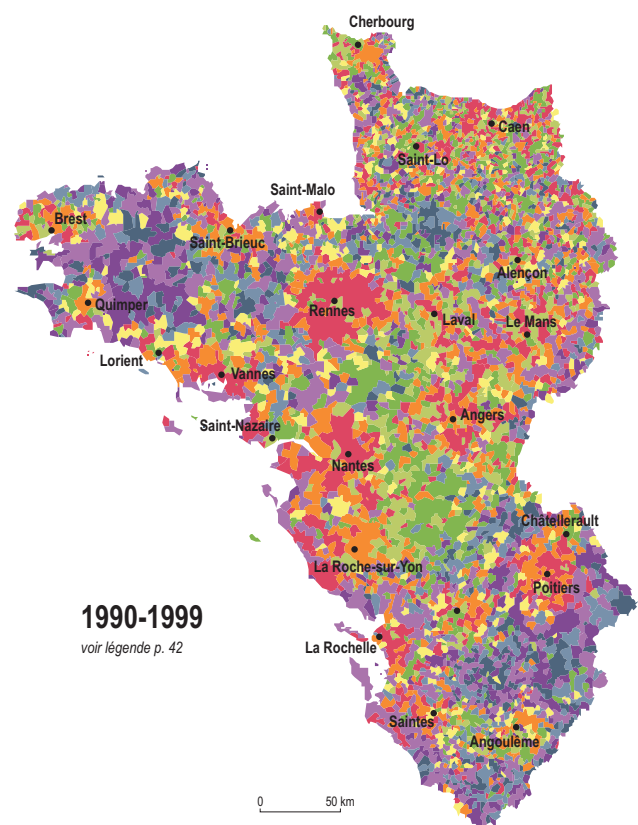 Cherbourg
Caen
Saint-Lo
Saint-Malo
Brest
Saint-Brieuc
Alençon
Quimper
Rennes
Laval
Le Mans
Lorient
Vannes
Angers
Saint-Nazaire
Nantes
Châtellerault
La Roche-sur-Yon
Poitiers
1990-1999
voir légende p. 42
La Rochelle
Saintes
Angoulême
0 50 km